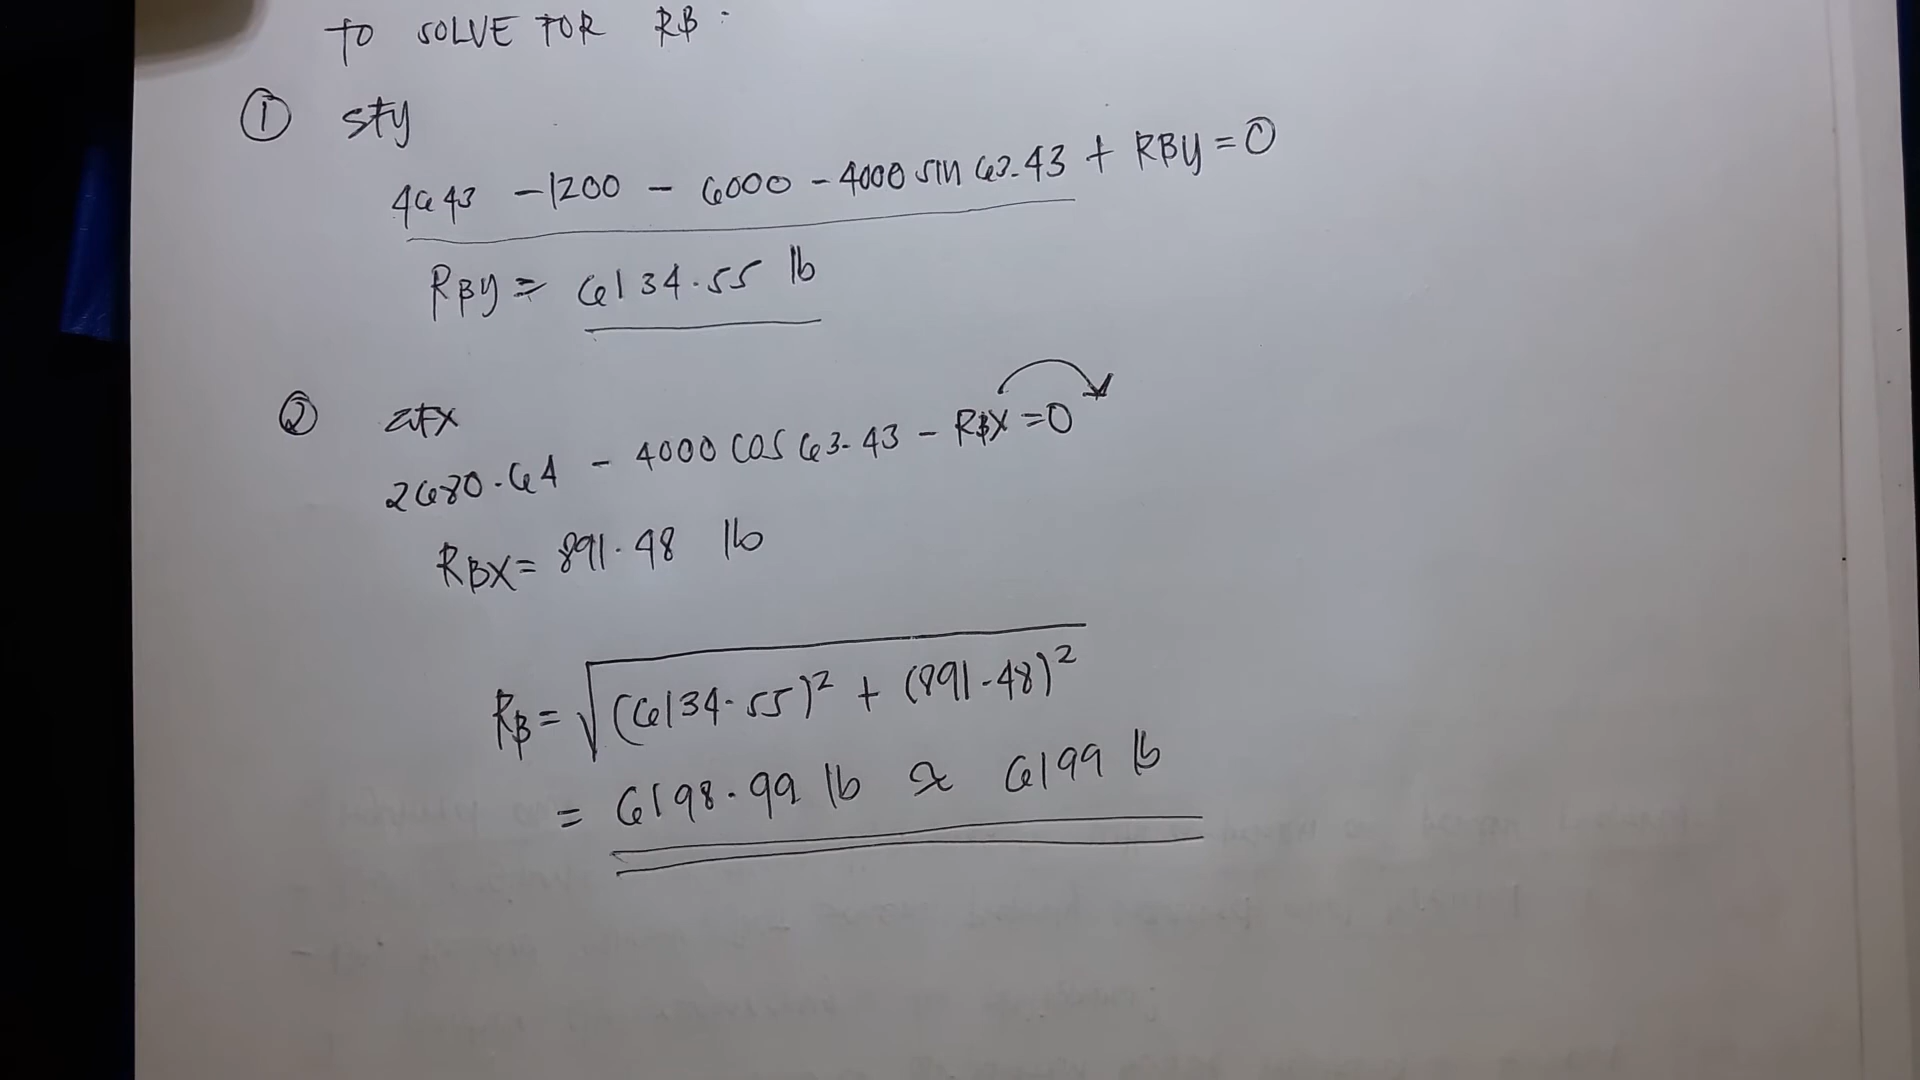 TO SOLVE FOR RB :
① ΣFy
4643 - 1200 - 6000 - 4000 sin 63.43 + RBy = 0
RBy = 6134.55 lb
② ΣFX
2680.64 - 4000 cos 63.43 - RBX = 0
RBX = 891.48 lb
RB = √(6134.55)² + (891.48)²
= 6198.99 lb ≈ 6199 lb